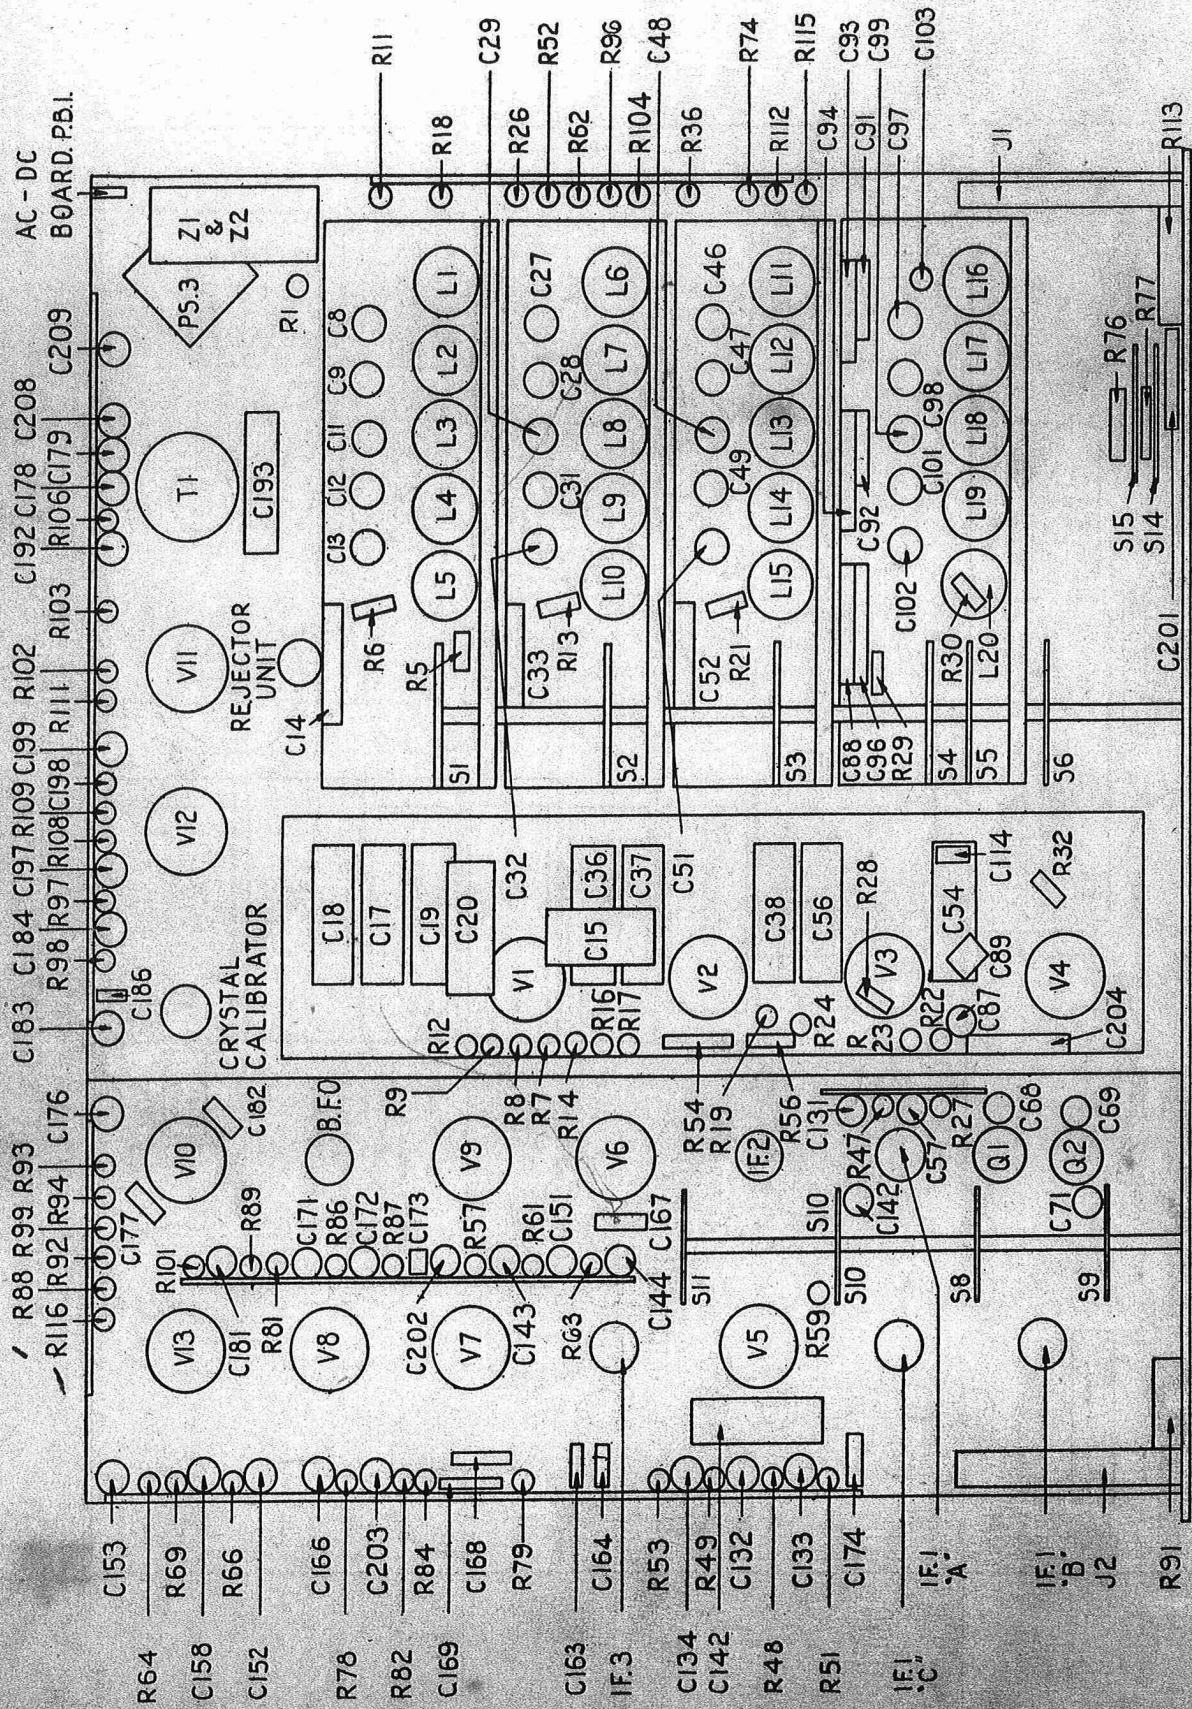 AC - DC
BOARD. P.B.I.
R11
R18
C29
R26
R52
R62
R96
R104
C48
R36
R74
R112
R115
C94
C93
C91
C99
C97
C103
J1
R113
C209
C208
C179
C178
R106
C192
R103
R102
R111
C199
C198
R109
R108
C197
R97
C184
R98
C186
C183
C176
R93
R94
R99
R92
R88
R116
C177
PS.3
Z1
&
Z2
R1
T1
C193
V11
REJECTOR
UNIT
V12
CRYSTAL
CALIBRATOR
V10
C182
V13
R101
C181
R89
R81
C8
C9
C11
C12
C13
L1
L2
L3
L4
L5
R6
R5
C14
S1
C27
C28
C31
L6
L7
L8
L9
L10
R13
C33
S2
C32
C46
C47
C49
L11
L12
L13
L14
L15
R21
C52
S3
C51
C92
C98
C101
C102
L16
L17
L18
L19
L20
R30
C88
C96
R29
S4
S5
S6
R76
R77
S15
S14
C201
C18
C17
C19
C20
V1
C15
C36
C37
V2
C38
C56
V3
R28
C54
C114
C89
V4
R32
C204
R12
R9
R8
R7
R14
R16
R17
R54
R19
R56
R24
R
23
R22
C87
B.F.O
V9
V6
I.F.2
C131
R47
C57
R27
C142
Q1
C68
Q2
C69
C71
C171
R86
C172
R87
C173
R57
R61
C151
C167
V8
C202
V7
C143
R63
C144
S11
S10
S10
S8
S9
V5
R59
C153
R64
R69
C158
R66
C152
C166
R78
C203
R82
R84
C169
C168
R79
C163
C164
I.F.3
R53
C134
R49
C142
C132
R48
C133
R51
C174
I.F.1
"C"
I.F.1
"A"
I.F.1
"B"
J2
R91